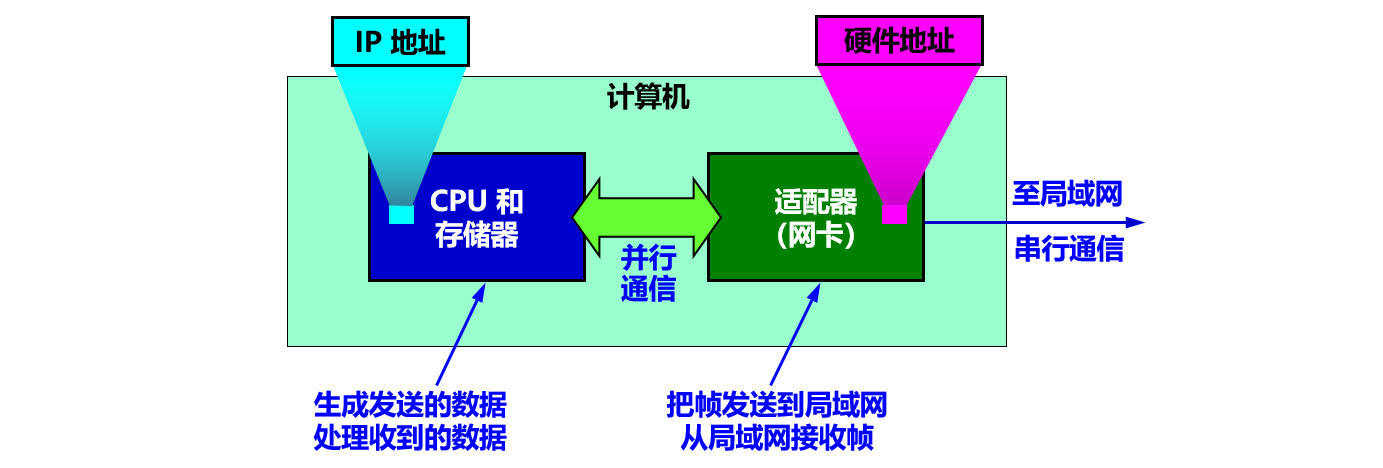 IP 地址
硬件地址
计算机
CPU 和
存储器
适配器
(网卡)
并行
通信
至局域网
串行通信
生成发送的数据
处理收到的数据
把帧发送到局域网
从局域网接收帧